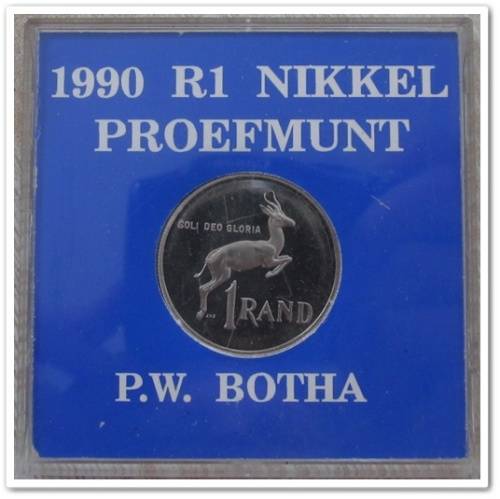 1990 R1 NIKKEL
PROEFMUNT
SOLI DEO GLORIA
1 RAND
P.W. BOTHA